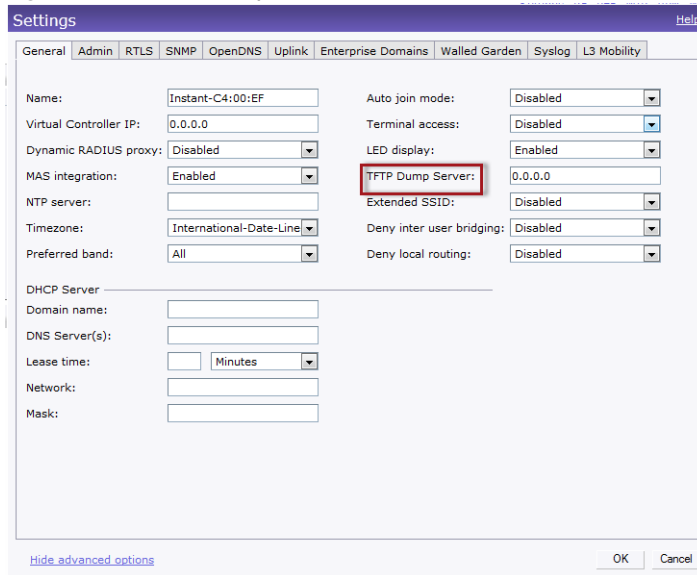 Settings Help
General Admin RTLS SNMP OpenDNS Uplink Enterprise Domains Walled Garden Syslog L3 Mobility
Name: Instant-C4:00:EF Auto join mode: Disabled
Virtual Controller IP: 0.0.0.0 Terminal access: Disabled
Dynamic RADIUS proxy: Disabled LED display: Enabled
MAS integration: Enabled TFTP Dump Server: 0.0.0.0
NTP server: Extended SSID: Disabled
Timezone: International-Date-Line Deny inter user bridging: Disabled
Preferred band: All Deny local routing: Disabled
DHCP Server
Domain name:
DNS Server(s):
Lease time: Minutes
Network:
Mask:
Hide advanced options OK Cancel